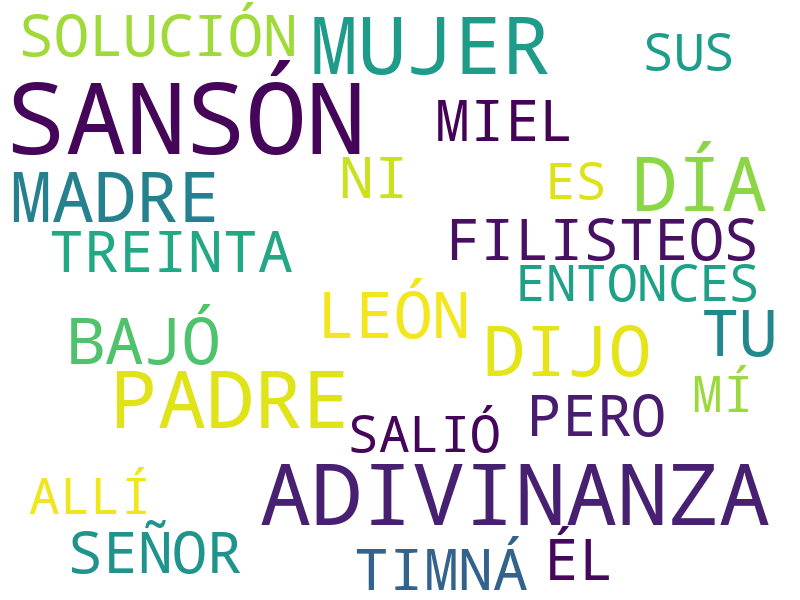 SOLUCIÓN MUJER SUS
SANSÓN MIEL
MADRE NI ES DÍA
TREINTA FILISTEOS
ENTONCES
BAJÓ LEÓN DIJO TU
PADRE MÍ
SALIÓ PERO
ALLÍ ADIVINANZA
SEÑOR TIMNÁ ÉL